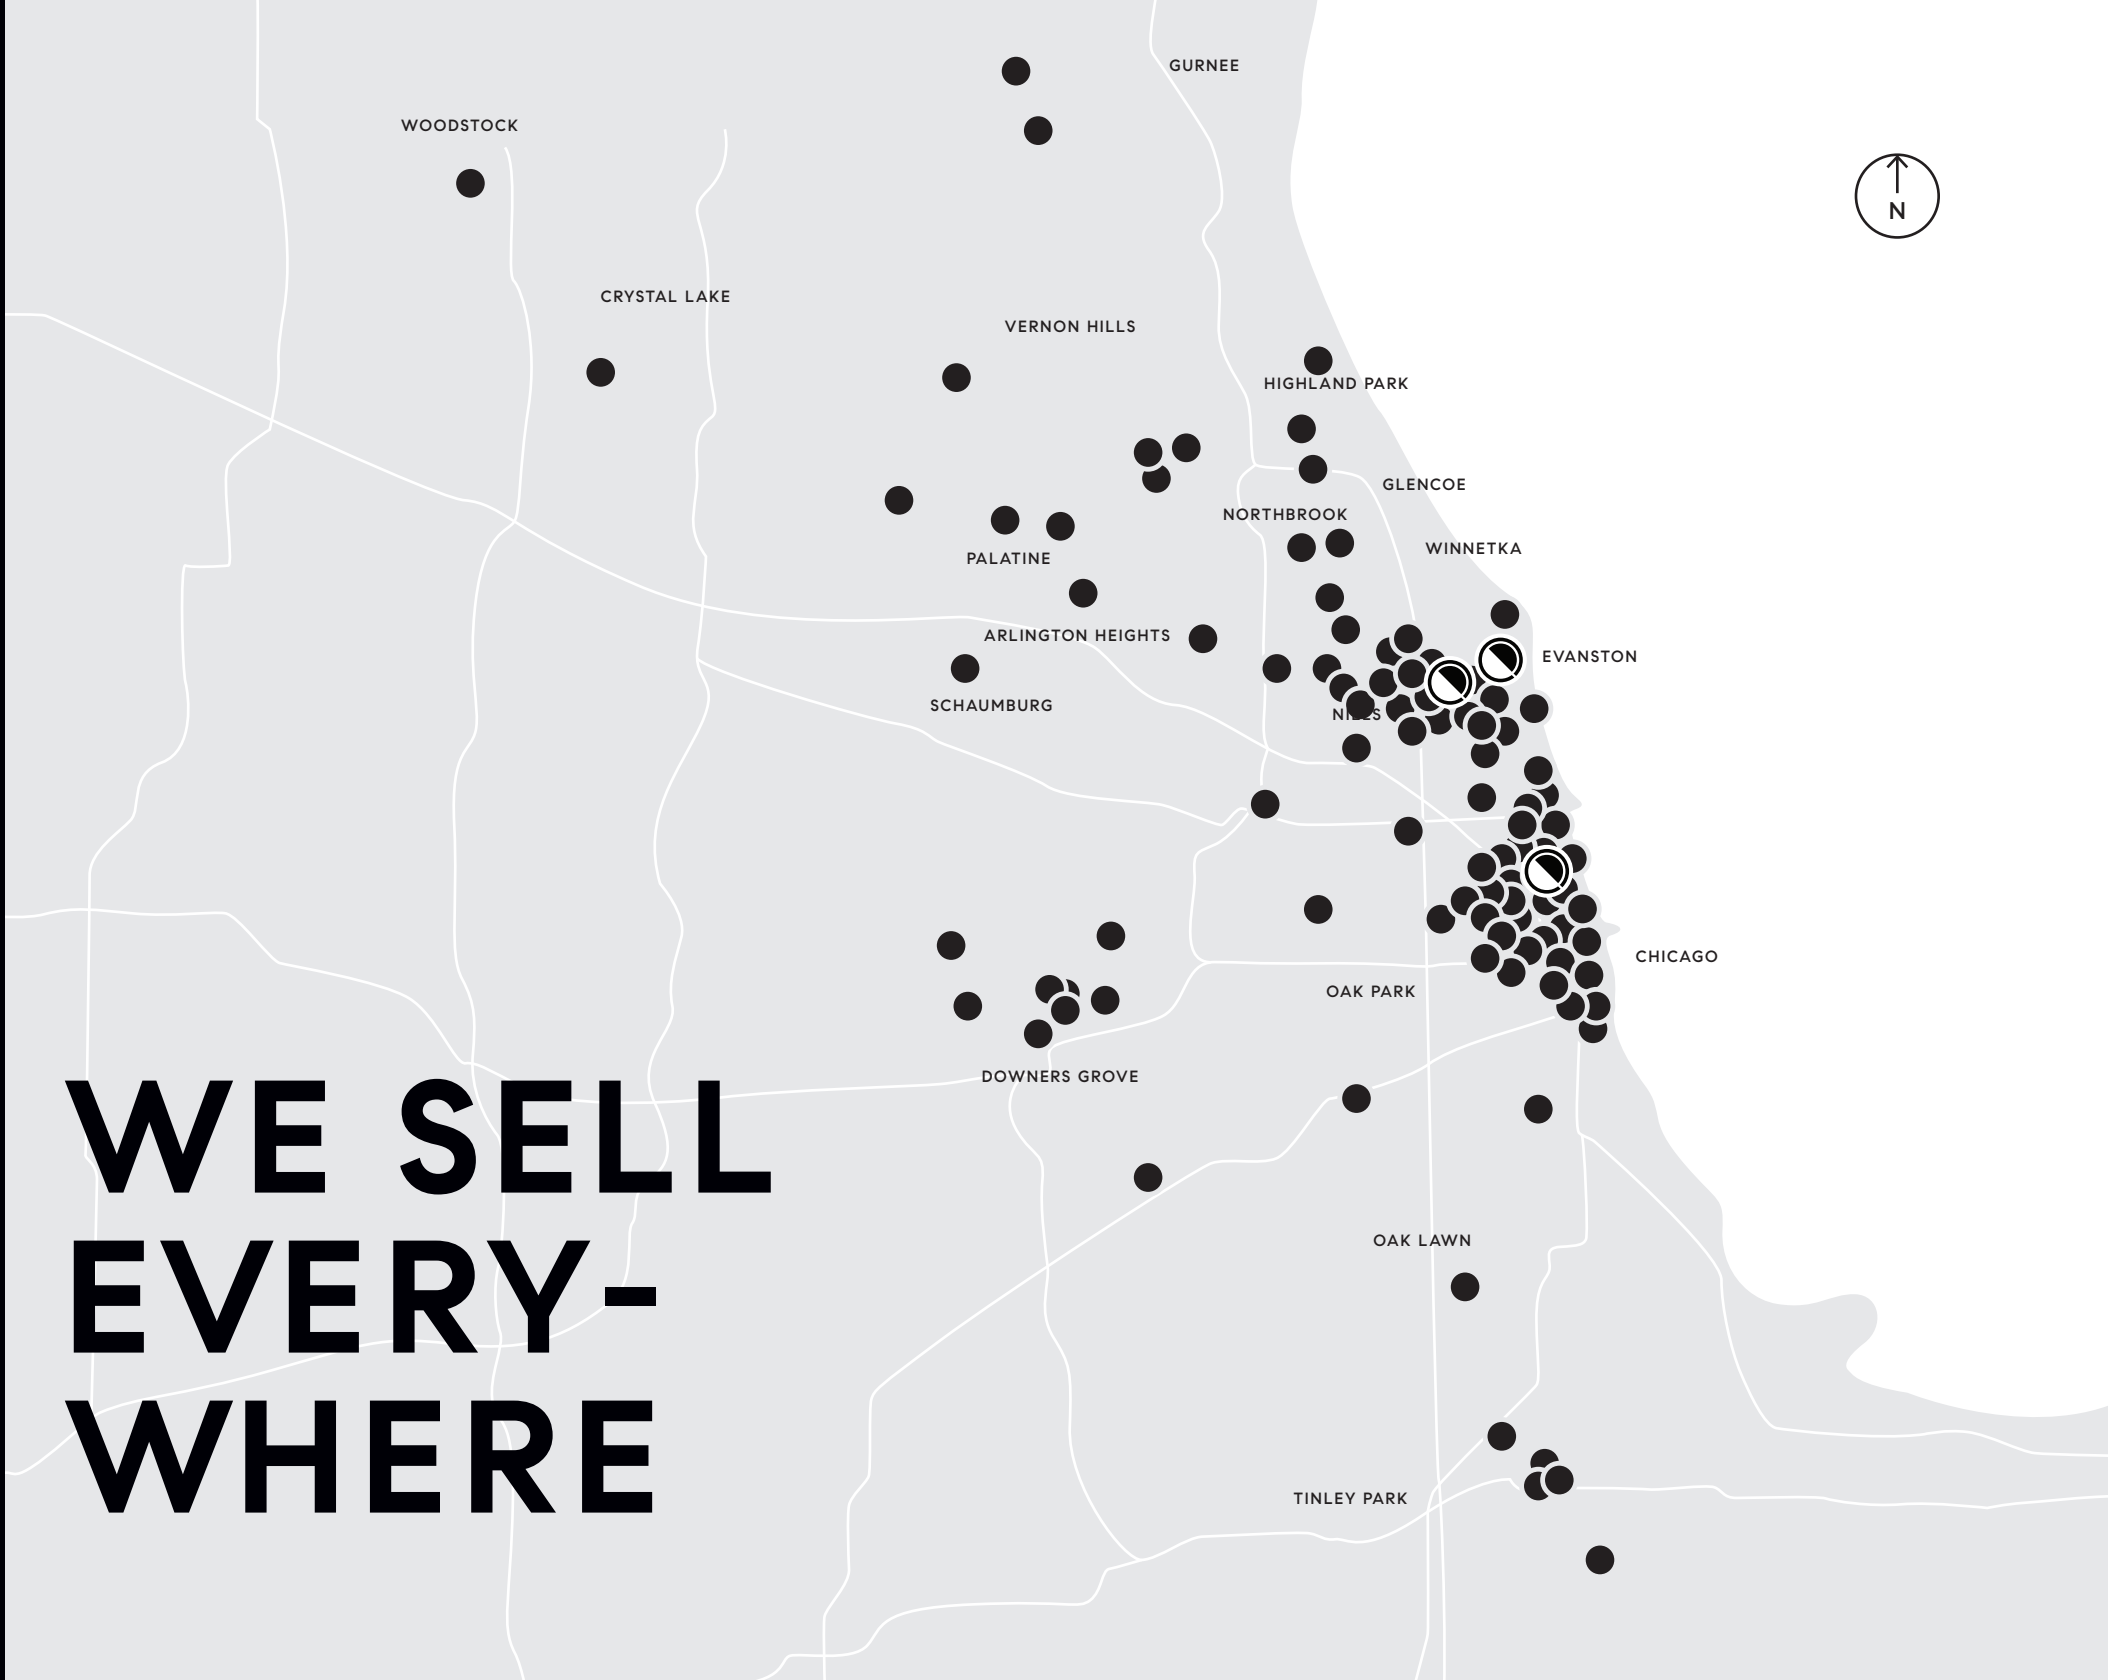 GURNEE
WOODSTOCK
N
CRYSTAL LAKE
VERNON HILLS
HIGHLAND PARK
GLENCOE
NORTHBROOK
WINNETKA
PALATINE
ARLINGTON HEIGHTS
EVANSTON
SCHAUMBURG
NILES
CHICAGO
OAK PARK
DOWNERS GROVE
WE SELL
EVERY-
WHERE
OAK LAWN
TINLEY PARK